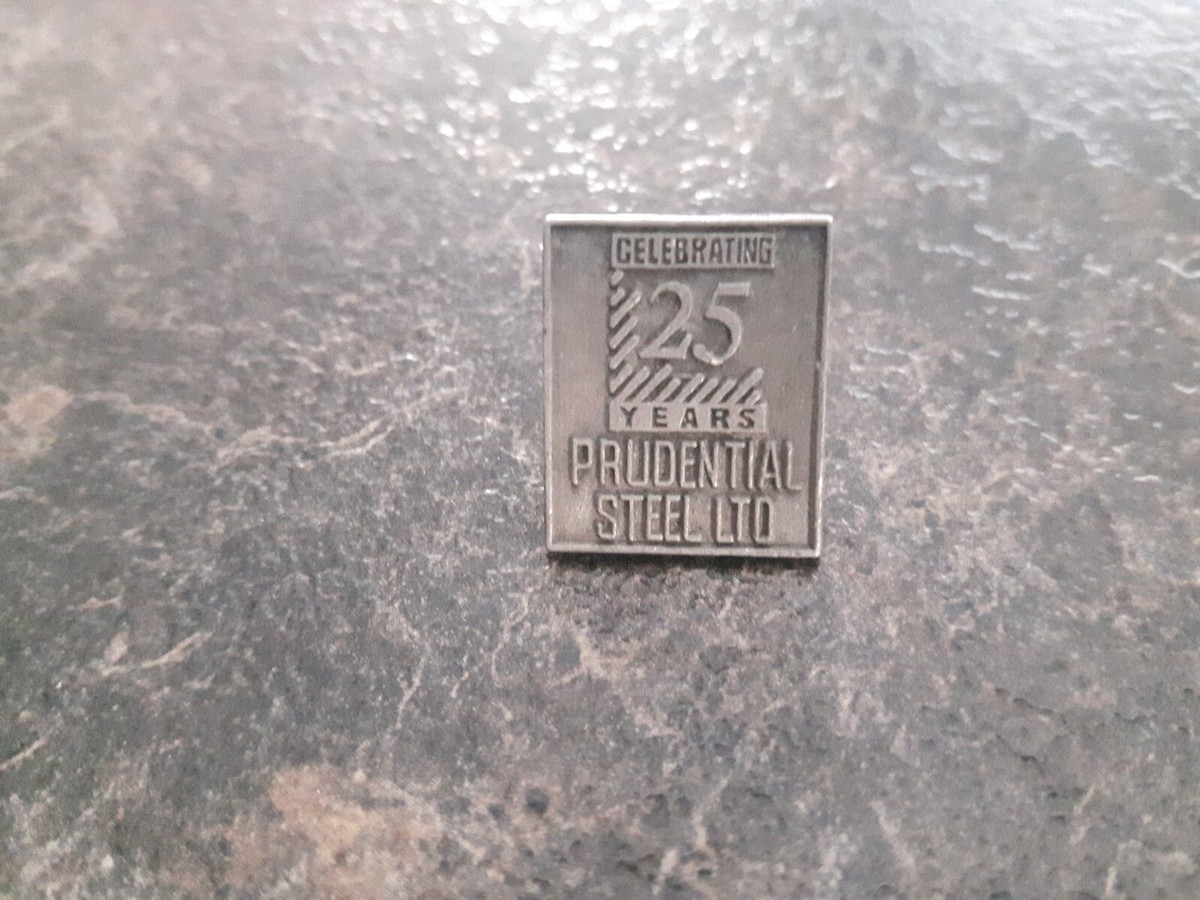 CELEBRATING
25
YEARS
PRUDENTIAL
STEEL LTD